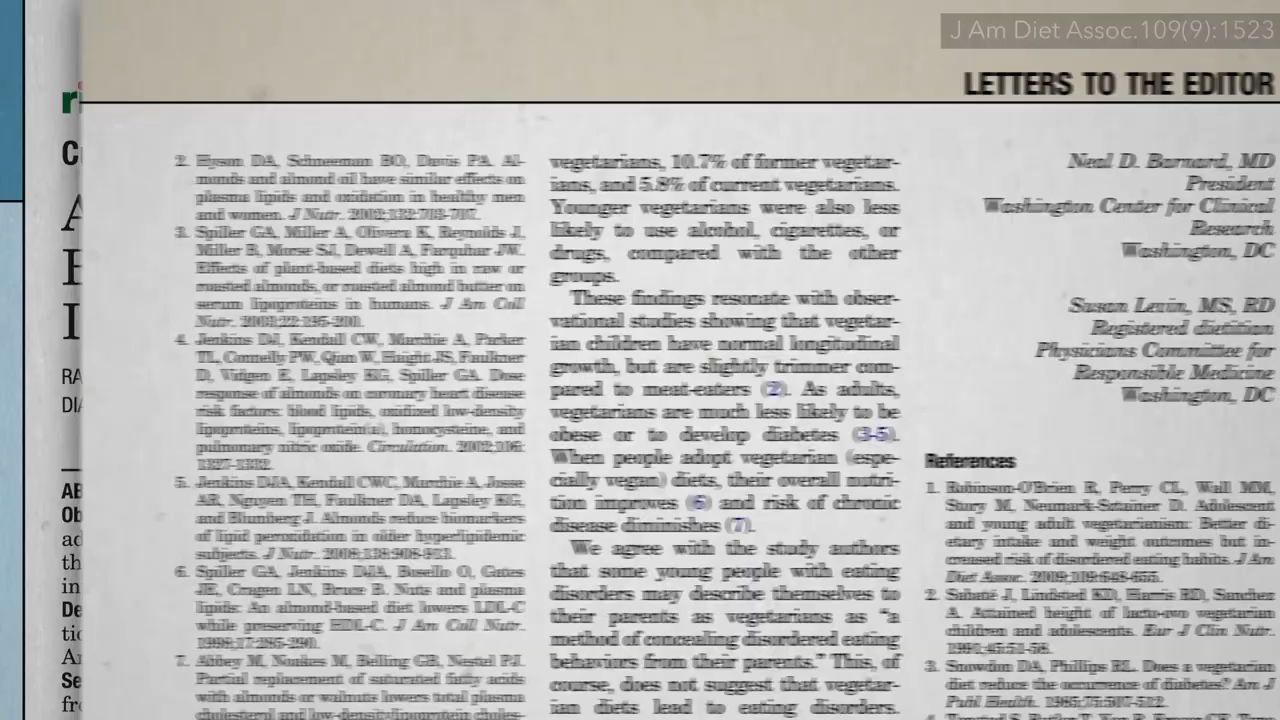 J Am Diet Assoc.109(9):1523
LETTERS TO THE EDITOR
2. Hyson DA, Schneeman BO, Davis PA. Al-
monds and almond oil have similar effects on
plasma lipids and oxidation in healthy men
and women. J Nutr. 2002;132:703-707.
3. Spiller GA, Miller A, Olivera K, Reynolds J,
Miller B, Morse SJ, Dewell A, Farquhar JW.
Effects of plant-based diets high in raw or
roasted almonds, or roasted almond butter on
serum lipoproteins in humans. J Am Coll
Nutr. 2003;22:195-200.
4. Jenkins DJ, Kendall CW, Marchie A, Parker
TL, Connelly PW, Qian W, Haight JS, Faulkner
D, Vidgen E, Lapsley KG, Spiller GA. Dose
response of almonds on coronary heart disease
risk factors: blood lipids, oxidized low-density
lipoproteins, lipoprotein(a), homocysteine, and
pulmonary nitric oxide. Circulation. 2002;106:
1327-1332.
5. Jenkins DJA, Kendall CWC, Marchie A, Josse
AR, Nguyen TH, Faulkner DA, Lapsley KG,
and Blumberg J. Almonds reduce biomarkers
of lipid peroxidation in older hyperlipidemic
subjects. J Nutr. 2008;138:908-913.
6. Spiller GA, Jenkins DJA, Bosello O, Gates
JE, Cragen LN, Bruce B. Nuts and plasma
lipids: An almond-based diet lowers LDL-C
while preserving HDL-C. J Am Coll Nutr.
1998;17:285-290.
7. Abbey M, Noakes M, Belling GB, Nestel PJ.
Partial replacement of saturated fatty acids
with almonds or walnuts lowers total plasma
cholesterol and low-density-lipoprotein choles-
vegetarians, 10.7% of former vegetar-
ians, and 5.8% of current vegetarians.
Younger vegetarians were also less
likely to use alcohol, cigarettes, or
drugs, compared with the other
groups.
These findings resonate with obser-
vational studies showing that vegetar-
ian children have normal longitudinal
growth, but are slightly trimmer com-
pared to meat-eaters (2). As adults,
vegetarians are much less likely to be
obese or to develop diabetes (3-5).
When people adopt vegetarian (espe-
cially vegan) diets, their overall nutri-
tion improves (6) and risk of chronic
disease diminishes (7).
We agree with the study authors
that some young people with eating
disorders may describe themselves to
their parents as vegetarians as "a
method of concealing disordered eating
behaviors from their parents." This, of
course, does not suggest that vegetar-
ian diets lead to eating disorders.
Neal D. Barnard, MD
President
Washington Center for Clinical
Research
Washington, DC
Susan Levin, MS, RD
Registered dietitian
Physicians Committee for
Responsible Medicine
Washington, DC
References
1. Robinson-O'Brien R, Perry CL, Wall MM,
Story M, Neumark-Sztainer D. Adolescent
and young adult vegetarianism: Better di-
etary intake and weight outcomes but in-
creased risk of disordered eating habits. J Am
Diet Assoc. 2009;109:648-655.
2. Sabaté J, Lindsted KD, Harris RD, Sanchez
A. Attained height of lacto-ovo vegetarian
children and adolescents. Eur J Clin Nutr.
1991;45:51-58.
3. Snowdon DA, Phillips RL. Does a vegetarian
diet reduce the occurrence of diabetes? Am J
Publ Health. 1985;75:507-512.